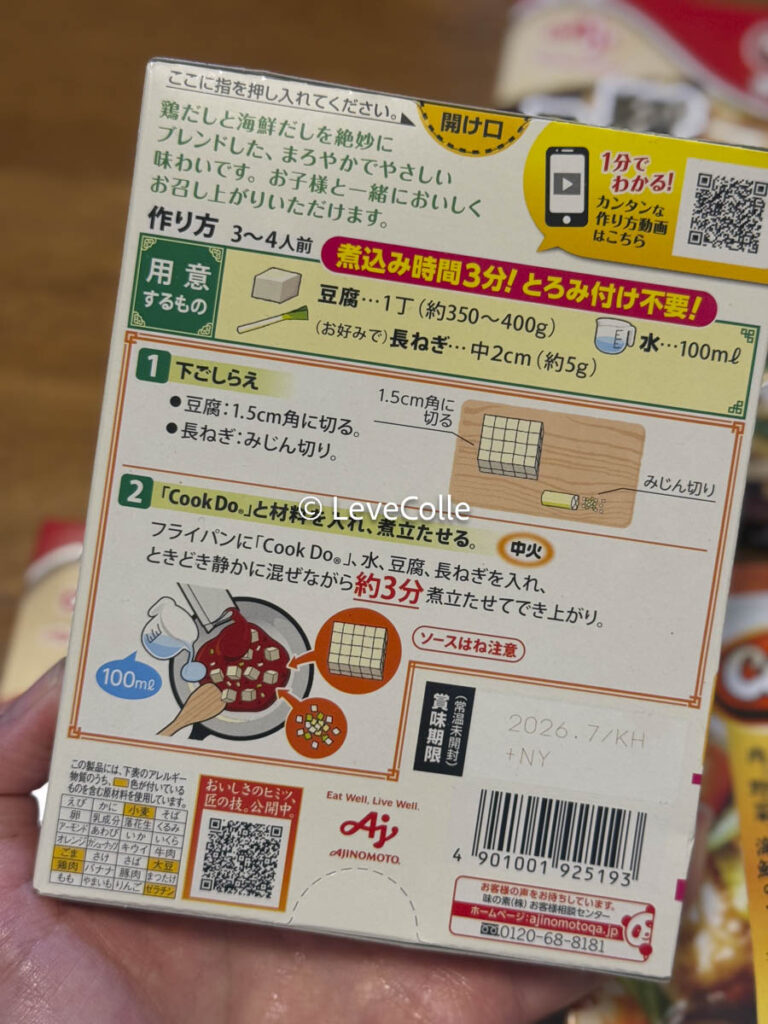 ここに指を押し入れてください。
開け口
鶏だしと海鮮だしを絶妙に
ブレンドした、まろやかでやさしい
味わいです。お子様と一緒においしく
お召し上がりいただけます。
1分で
わかる!
カンタンな
作り方動画
はこちら
作り方 3〜4人前
煮込み時間3分! とろみ付け不要!
用意
するもの
豆腐…1丁(約350〜400g)
(お好みで)長ねぎ…中2cm(約5g)
水…100mℓ
1 下ごしらえ
●豆腐:1.5cm角に切る。
●長ねぎ:みじん切り。
1.5cm角に
切る
みじん切り
2 「Cook Do®」と材料を入れ、煮立たせる。
中火
© LeveColle
フライパンに「Cook Do®」、水、豆腐、長ねぎを入れ、
ときどき静かに混ぜながら約3分煮立たせてでき上がり。
ソースはね注意
100mℓ
(常温未開封)
賞味期限
2026.7/KH
+NY
この製品には、下表のアレルギー
物質のうち、色が付いている
ものを含む原材料を使用しています。
えび かに 小麦 そば
卵 乳成分 落花生 くるみ
アーモンド あわび いか いくら
オレンジ カシューナッツ キウイ 牛肉
ごま さけ さば 大豆
鶏肉 バナナ 豚肉 まつたけ
もも やまいも りんご ゼラチン
おいしさのヒミツ、
匠の技。公開中。
Eat Well, Live Well.
AJINOMOTO®
4 901001 925193
お客様の声をお待ちしています。
味の素(株)お客様相談センター
ホームページ:ajinomotoqa.jp
0120-68-8181